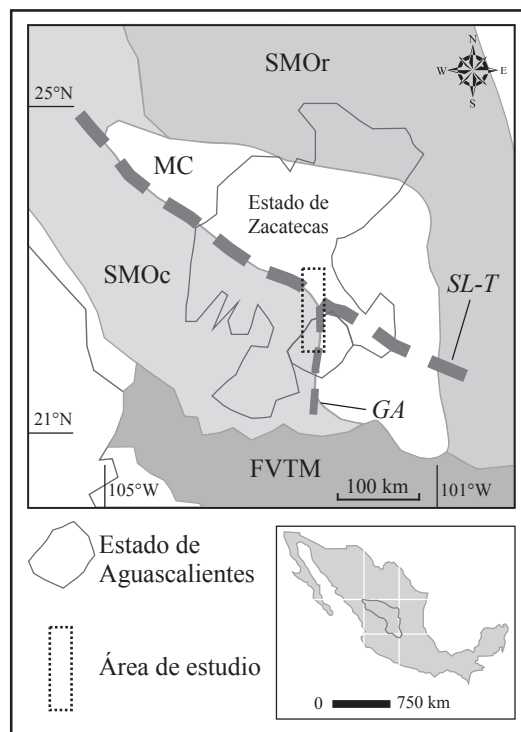 SMOr
N
W
E
S
25°N
MC
Estado de
Zacatecas
SMOc
SL-T
GA
21°N
FVTM
105°W
100 km
101°W
Estado de
Aguascalientes
Área de estudio
0
750 km